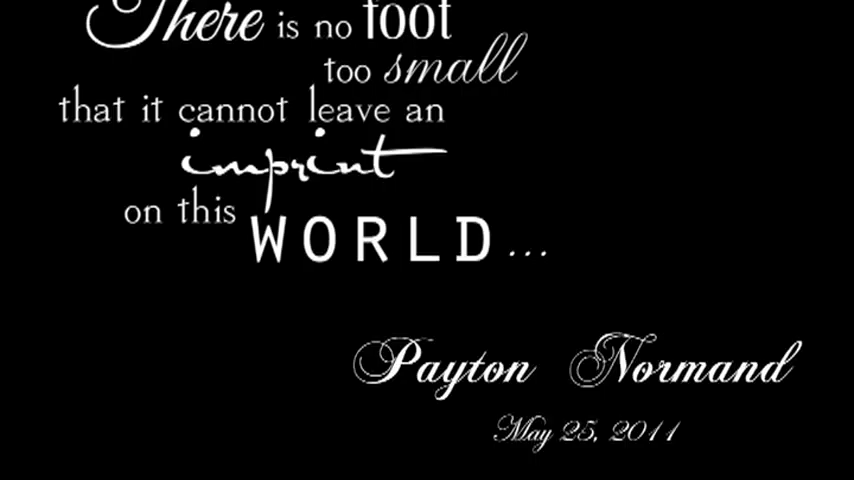 There is no foot
too small
that it cannot leave an
imprint
on this
WORLD...
Payton Normand
May 25, 2011